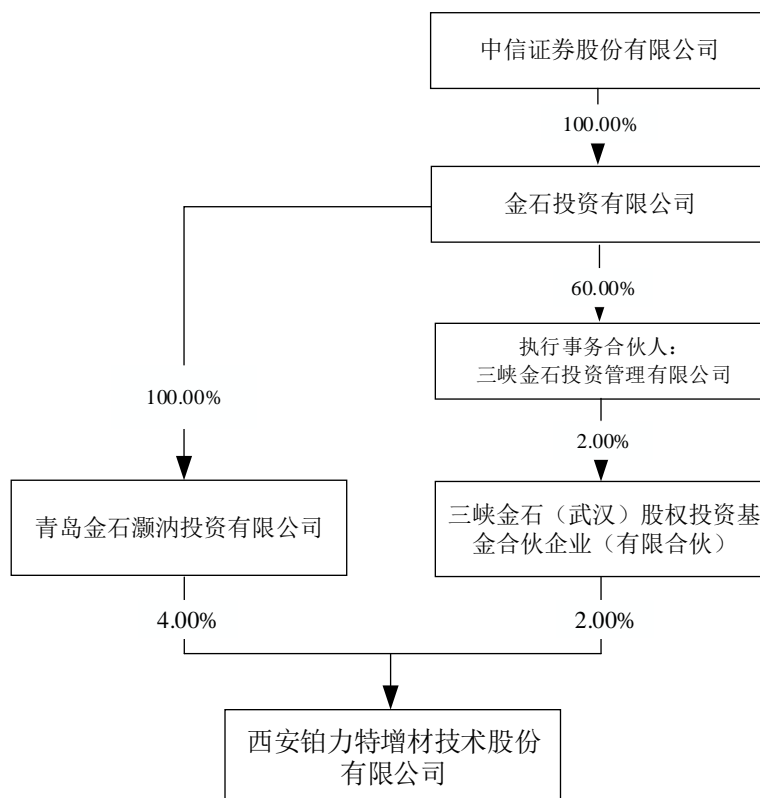 中信证券股份有限公司
100.00%
金石投资有限公司
60.00%
执行事务合伙人：
三峡金石投资管理有限公司
100.00%
2.00%
青岛金石灏汭投资有限公司
三峡金石（武汉）股权投资基
金合伙企业（有限合伙）
4.00%
2.00%
西安铂力特增材技术股份
有限公司